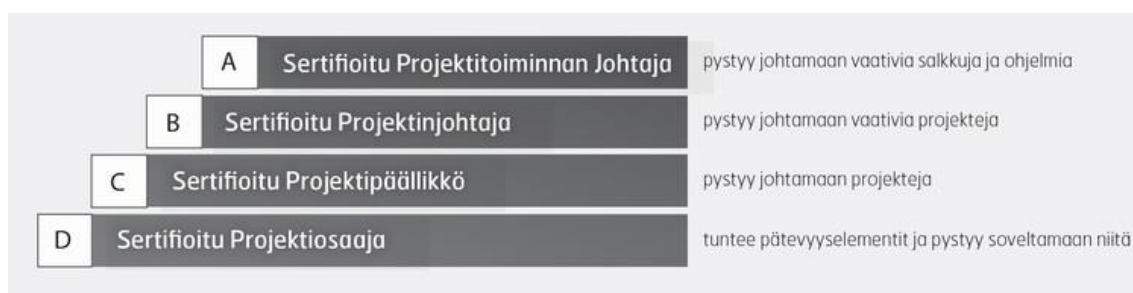 A Sertifioitu Projektitoiminnan Johtaja pystyy johtamaan vaativia salkkuja ja ohjelmia
B Sertifioitu Projektinjohtaja pystyy johtamaan vaativia projekteja
C Sertifioitu Projektipäällikkö pystyy johtamaan projekteja
D Sertifioitu Projektiosaaja tuntee pätevyyselementit ja pystyy soveltamaan niitä